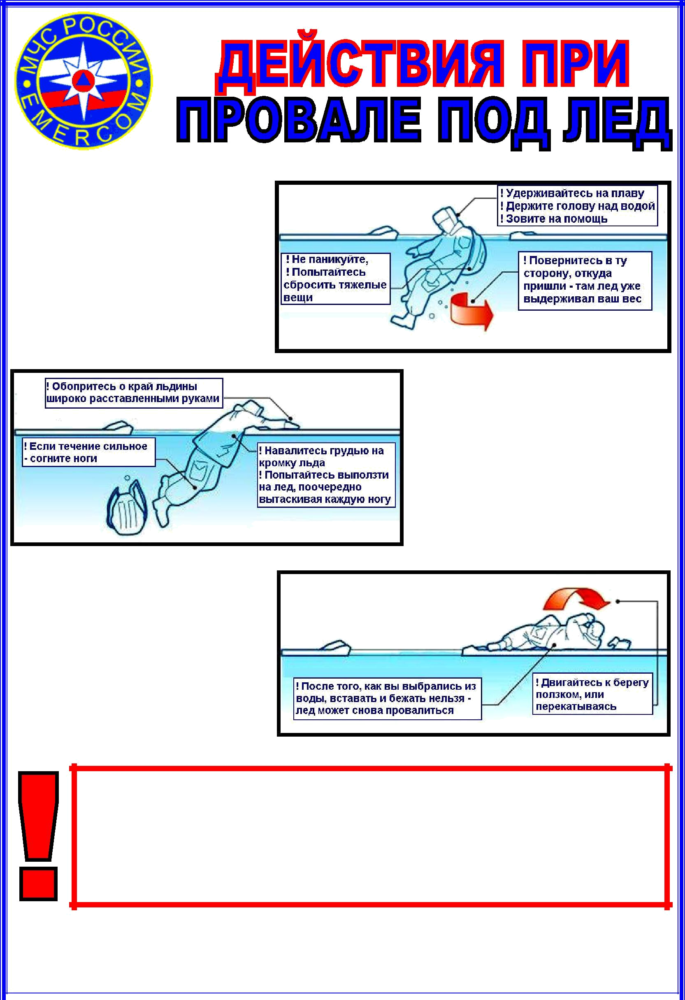 МЧС РОССИИ
EMERCOM
ДЕЙСТВИЯ ПРИ
ПРОВАЛЕ ПОД ЛЕД
! Удерживайтесь на плаву
! Держите голову над водой
! Зовите на помощь
! Не паникуйте,
! Попытайтесь
сбросить тяжелые
вещи
! Повернитесь в ту
сторону, откуда
пришли - там лед уже
выдерживал ваш вес
! Обопритесь о край льдины
широко расставленными руками
! Если течение сильное
- согните ноги
! Навалитесь грудью на
кромку льда
! Попытайтесь выползти
на лед, поочередно
вытаскивая каждую ногу
! После того, как вы выбрались из
воды, вставать и бежать нельзя -
лед может снова провалиться
! Двигайтесь к берегу
ползком, или
перекатываясь
!